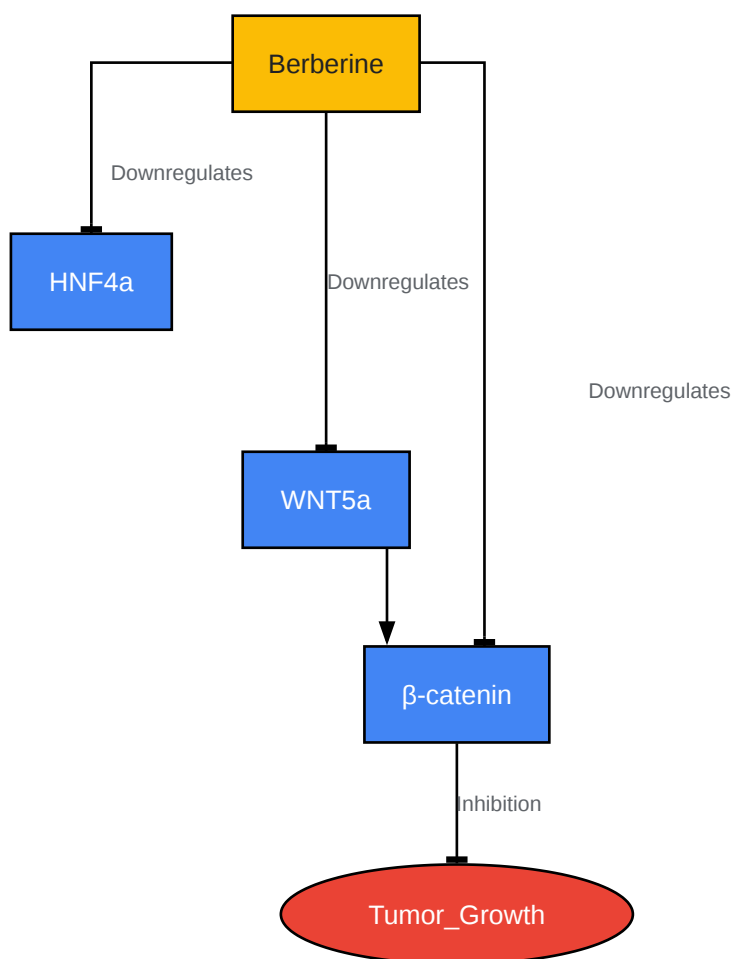 Berberine
Downregulates
HNF4a
Downregulates
Downregulates
WNT5a
β-catenin
Inhibition
Tumor_Growth